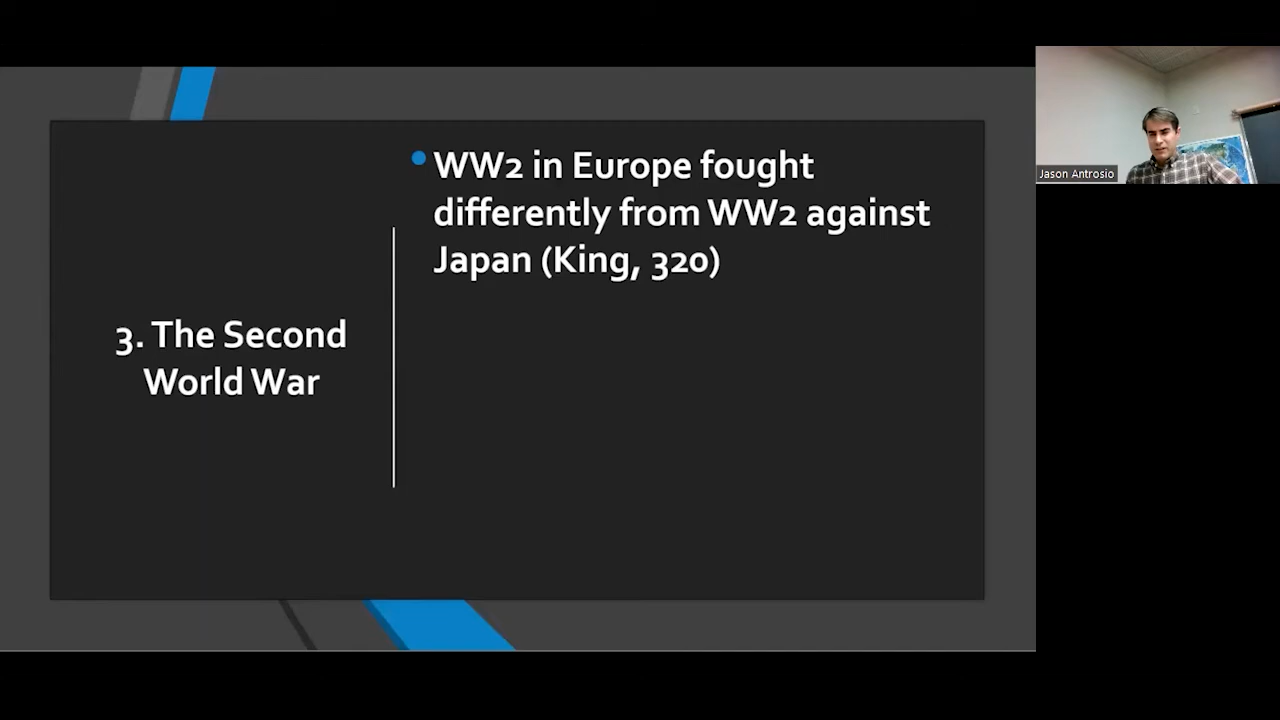 WW2 in Europe fought
differently from WW2 against
Japan (King, 320)
3. The Second
World War
Jason Antrosio